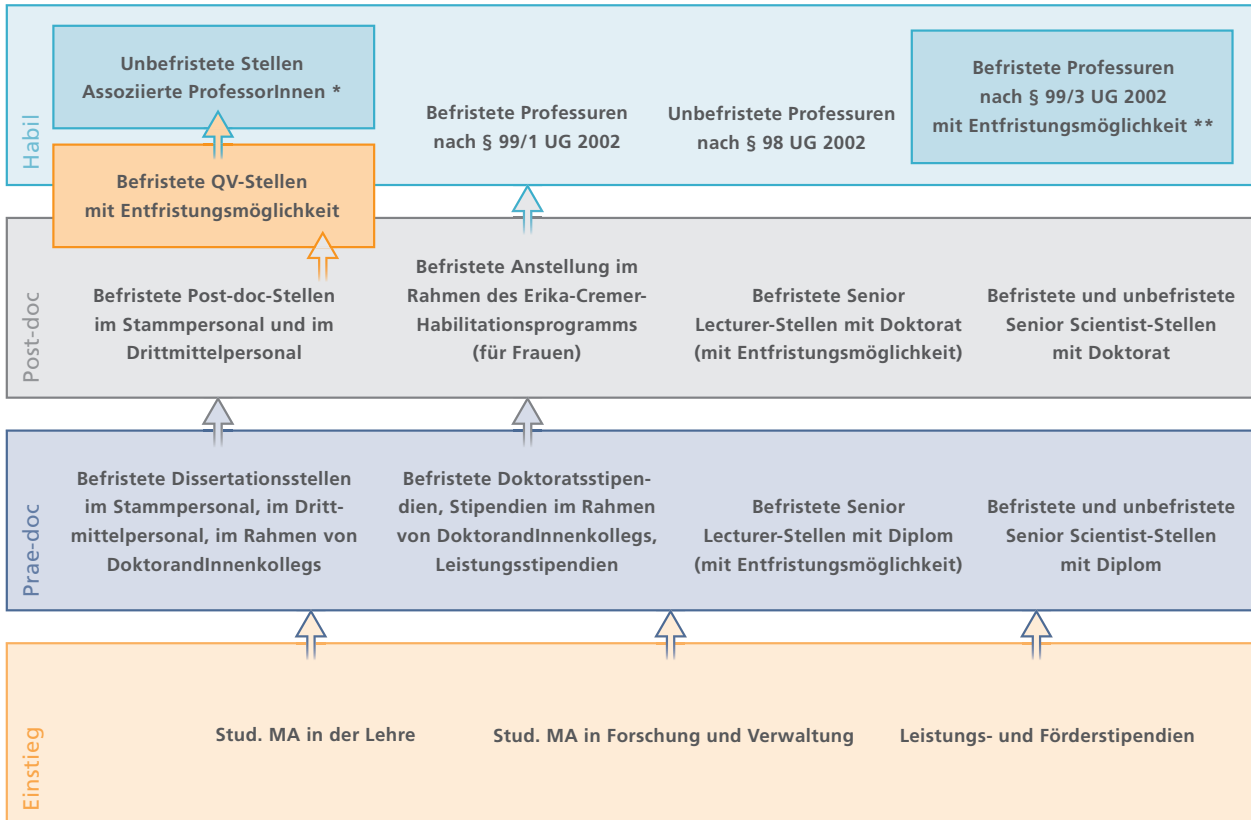 Habil
Unbefristete Stellen
Assoziierte ProfessorInnen *
Befristete QV-Stellen
mit Entfristungsmöglichkeit
Befristete Professuren
nach § 99/1 UG 2002
Unbefristete Professuren
nach § 98 UG 2002
Befristete Professuren
nach § 99/3 UG 2002
mit Entfristungsmöglichkeit **
Post-doc
Befristete Post-doc-Stellen
im Stammpersonal und im
Drittmittelpersonal
Befristete Anstellung im
Rahmen des Erika-Cremer-
Habilitationsprogramms
(für Frauen)
Befristete Senior
Lecturer-Stellen mit Doktorat
(mit Entfristungsmöglichkeit)
Befristete und unbefristete
Senior Scientist-Stellen
mit Doktorat
Prae-doc
Befristete Dissertationsstellen
im Stammpersonal, im Dritt-
mittelpersonal, im Rahmen von
DoktorandInnenkollegs
Befristete Doktoratsstipen-
dien, Stipendien im Rahmen
von DoktorandInnenkollegs,
Leistungsstipendien
Befristete Senior
Lecturer-Stellen mit Diplom
(mit Entfristungsmöglichkeit)
Befristete und unbefristete
Senior Scientist-Stellen
mit Diplom
Einstieg
Stud. MA in der Lehre
Stud. MA in Forschung und Verwaltung
Leistungs- und Förderstipendien